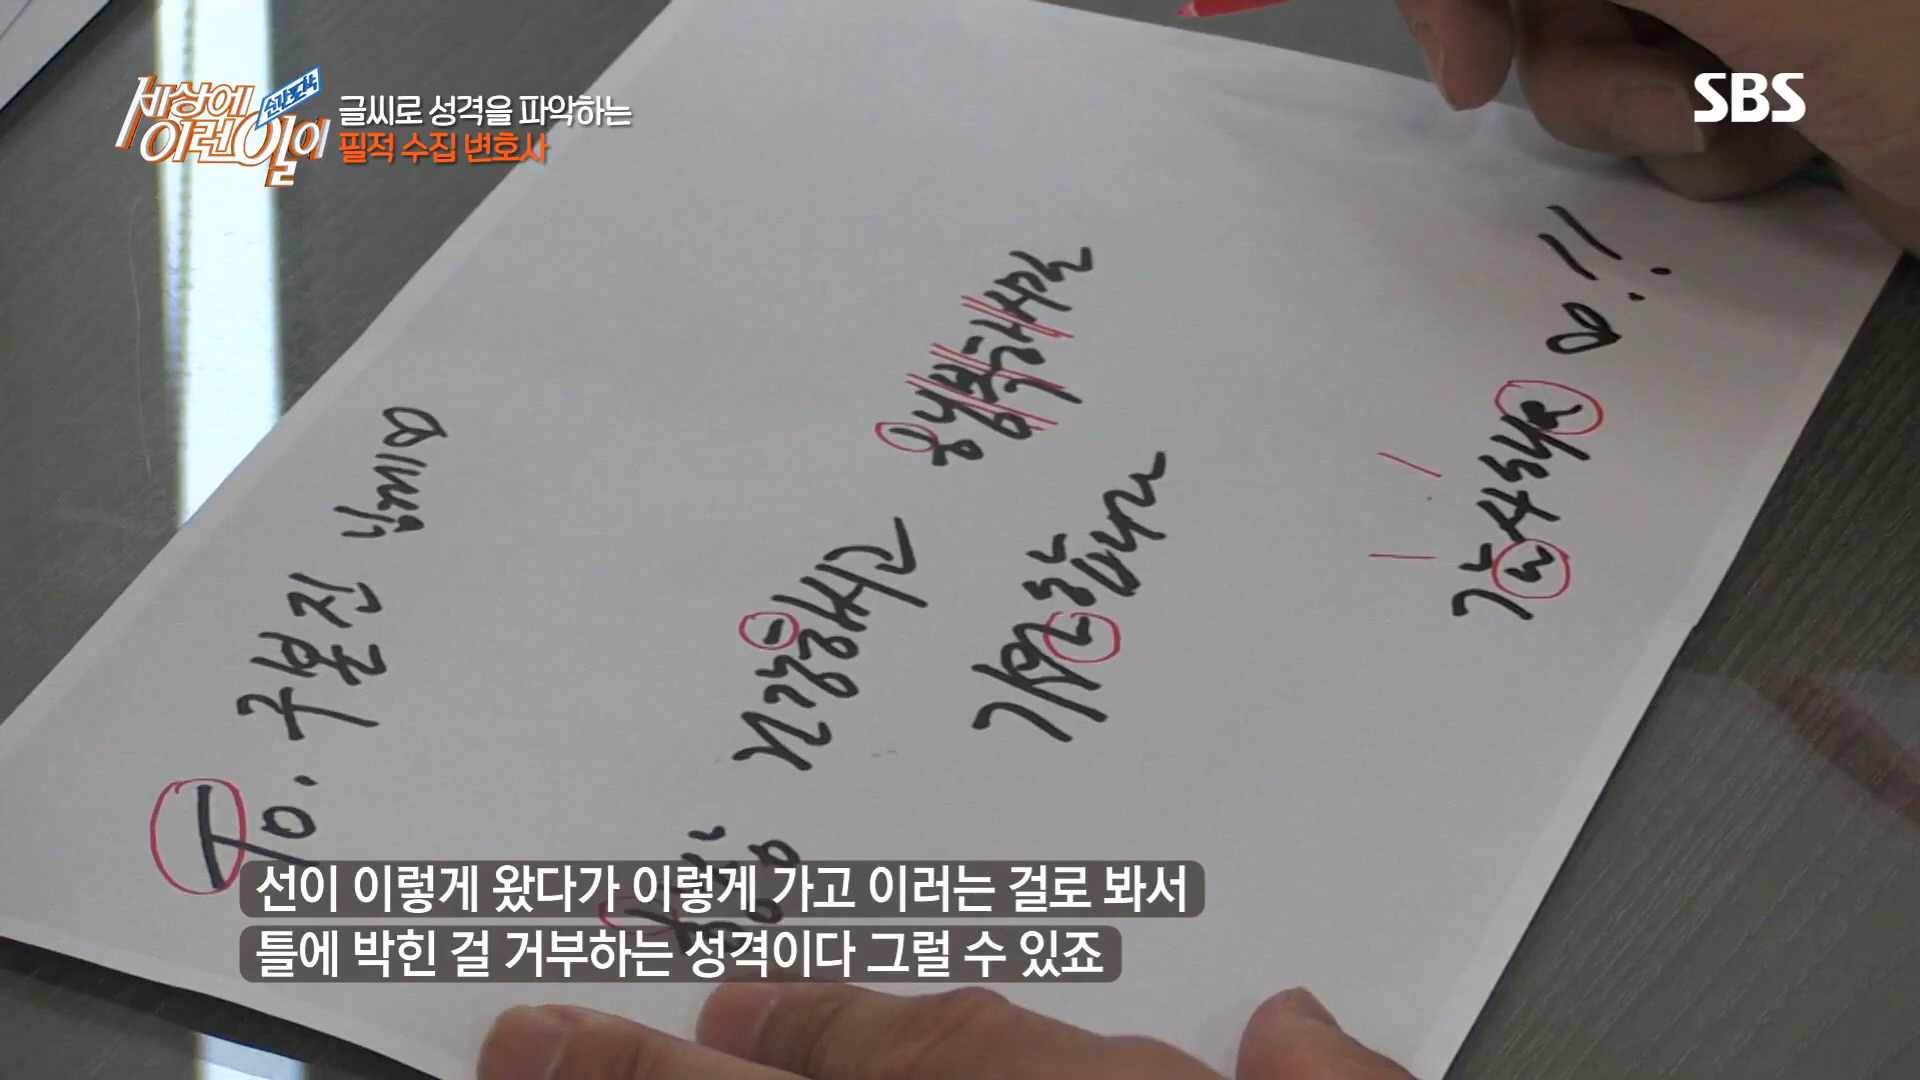 순간포착
세상에
이런일이
글씨로 성격을 파악하는
필적 수집 변호사
SBS
To. 구본진 님께♡
항상 건강하시고 행복하시길
기원합니다
감사해요 ♡!!
선이 이렇게 왔다가 이렇게 가고 이러는 걸로 봐서
틀에 박힌 걸 거부하는 성격이다 그럴 수 있죠